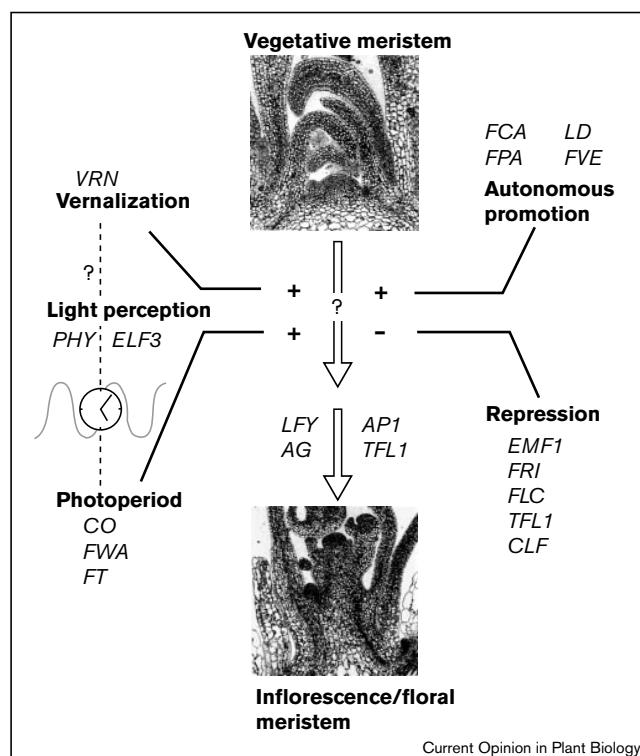 Vegetative meristem
FCA LD
FPA FVE
Autonomous
promotion
VRN
Vernalization
?
Light perception
PHY ELF3
Photoperiod
CO
FWA
FT
+
+
?
+
-
LFY AP1
AG TFL1
Repression
EMF1
FRI
FLC
TFL1
CLF
Inflorescence/floral
meristem
Current Opinion in Plant Biology